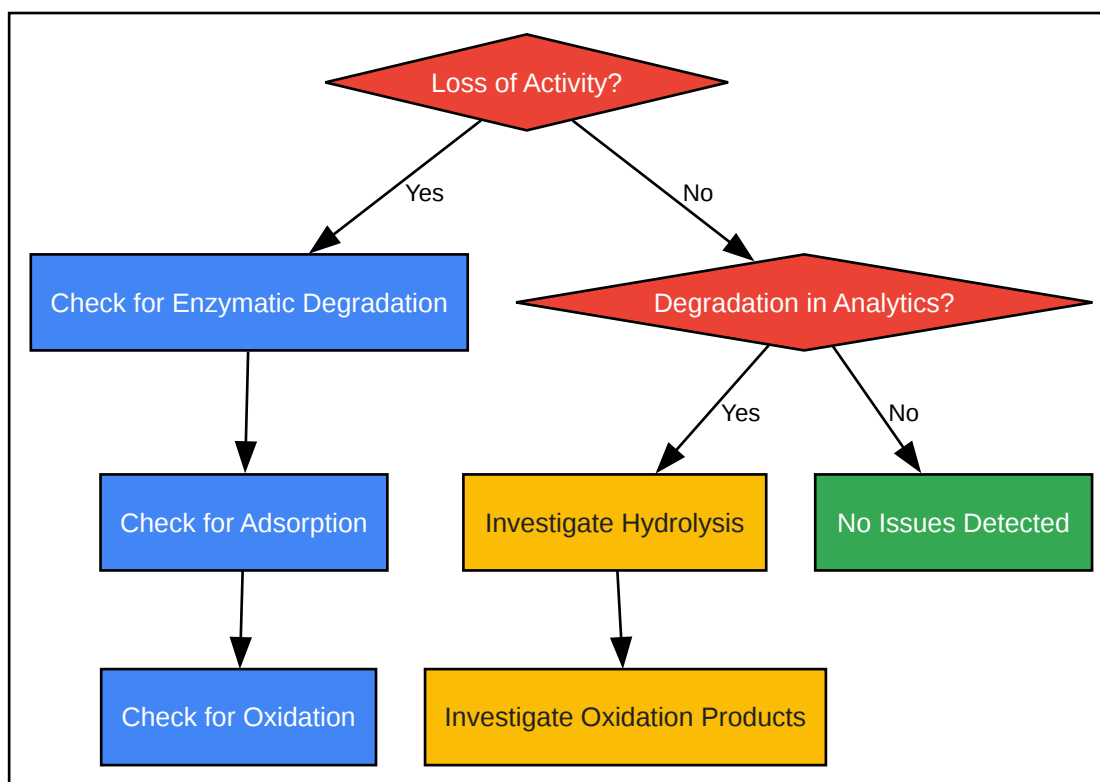 Loss of Activity?
Yes
No
Check for Enzymatic Degradation
Degradation in Analytics?
Yes
No
Check for Adsorption
Investigate Hydrolysis
No Issues Detected
Check for Oxidation
Investigate Oxidation Products